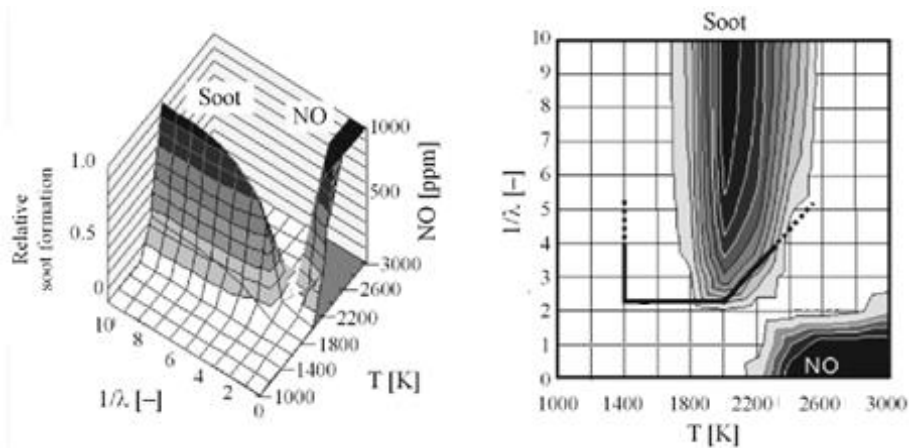 Soot
NO
1000
500
NO [ppm]
3000
2600
2200
1800
1400
1000
T [K]
1.0
0.5
0
Relative
soot formation
10
8
6
4
2
0
1/λ [–]
Soot
10
9
8
7
6
5
4
3
2
1
0
1/λ [–]
NO
1000 1400 1800 2200 2600 3000
T [K]